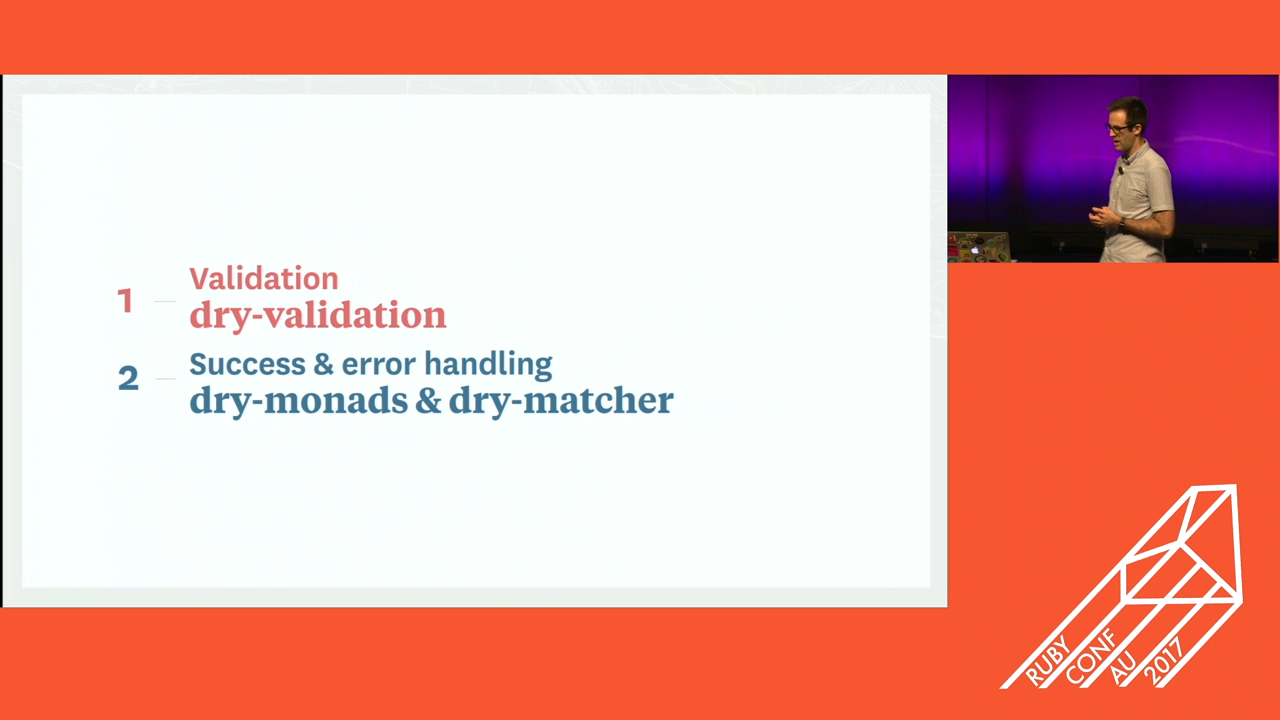 1
Validation
dry-validation
2
Success & error handling
dry-monads & dry-matcher
RUBY
CONF
AU
2017